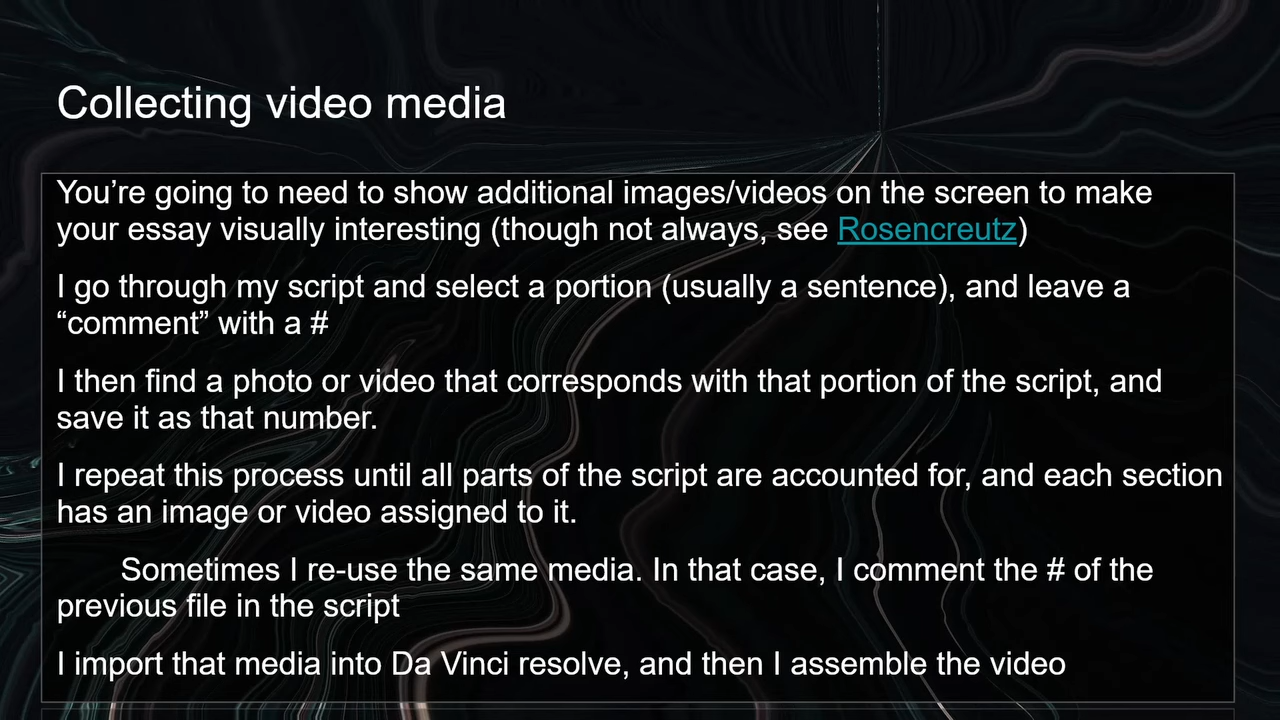 Collecting video media
You’re going to need to show additional images/videos on the screen to make
your essay visually interesting (though not always, see Rosencreutz)
I go through my script and select a portion (usually a sentence), and leave a
“comment” with a #
I then find a photo or video that corresponds with that portion of the script, and
save it as that number.
I repeat this process until all parts of the script are accounted for, and each section
has an image or video assigned to it.
Sometimes I re-use the same media. In that case, I comment the # of the
previous file in the script
I import that media into Da Vinci resolve, and then I assemble the video